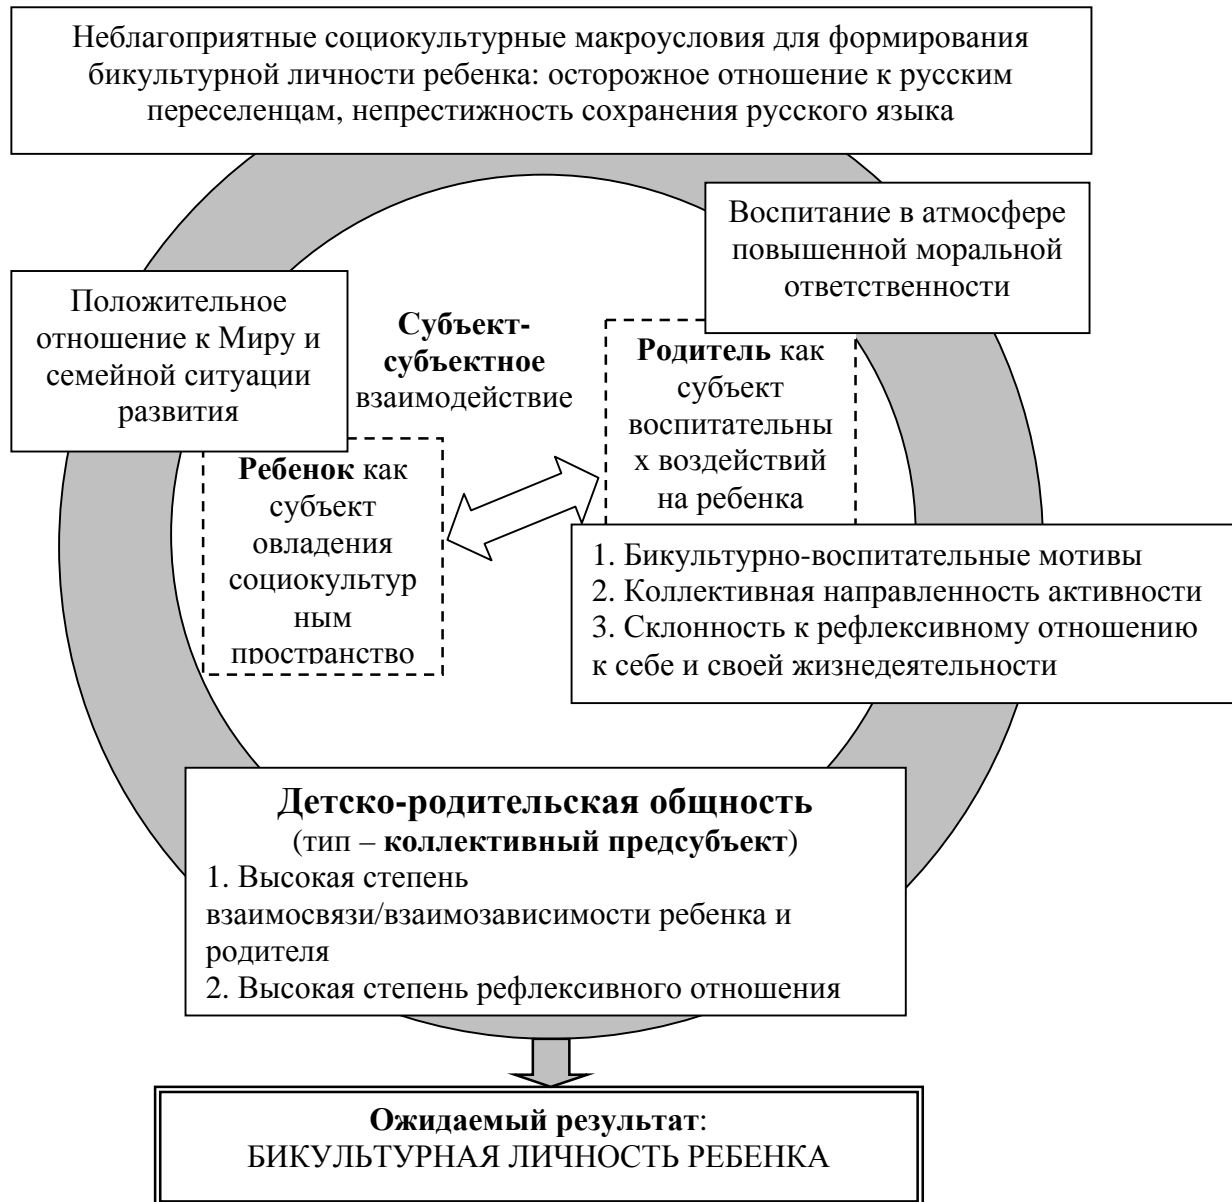 Неблагоприятные социокультурные макроусловия для формирования
бикультурной личности ребенка: осторожное отношение к русским
переселенцам, непрестижность сохранения русского языка
Воспитание в атмосфере
повышенной моральной
ответственности
Положительное
отношение к Миру и
семейной ситуации
развития
Субъект-
субъектное
взаимодействие
Родитель как
субъект
воспитательны
х воздействий
на ребенка
Ребенок как
субъект
овладения
социокультур
ным
пространство
1. Бикультурно-воспитательные мотивы
2. Коллективная направленность активности
3. Склонность к рефлексивному отношению
к себе и своей жизнедеятельности
Детско-родительская общность
(тип – коллективный предсубъект)
1. Высокая степень
взаимосвязи/взаимозависимости ребенка и
родителя
2. Высокая степень рефлексивного отношения
Ожидаемый результат:
БИКУЛЬТУРНАЯ ЛИЧНОСТЬ РЕБЕНКА